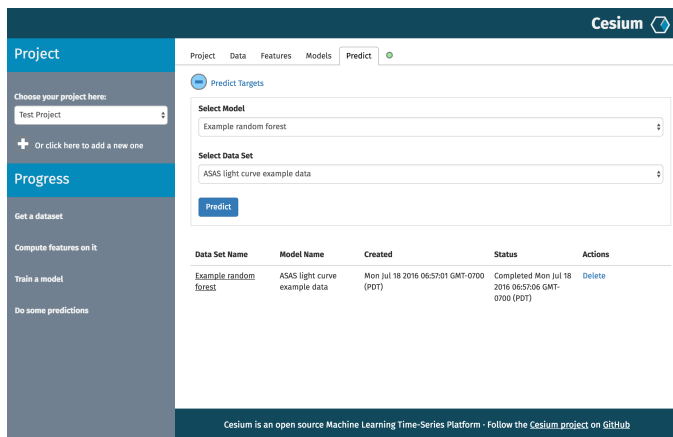 Cesium
Project
Project Data Features Models Predict
Predict Targets
Choose your project here:
Test Project
Or click here to add a new one
Select Model
Example random forest
Select Data Set
ASAS light curve example data
Predict
Progress
Get a dataset
Compute features on it
Train a model
Do some predictions
Data Set Name Model Name Created Status Actions
Example random ASAS light curve Mon Jul 18 2016 06:57:01 GMT-0700 Completed Mon Jul 18 Delete
forest example data (PDT) 2016 06:57:06 GMT-
0700 (PDT)
Cesium is an open source Machine Learning Time-Series Platform · Follow the Cesium project on GitHub